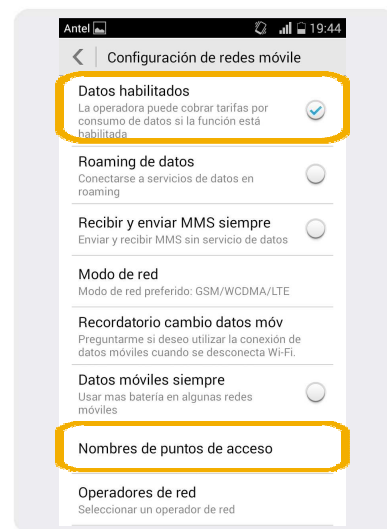 Antel 19:44
Configuración de redes móvile
Datos habilitados
La operadora puede cobrar tarifas por
consumo de datos si la función está
habilitada
Roaming de datos
Conectarse a servicios de datos en
roaming
Recibir y enviar MMS siempre
Enviar y recibir MMS sin servicio de datos
Modo de red
Modo de red preferido: GSM/WCDMA/LTE
Recordatorio cambio datos móv
Preguntarme si deseo utilizar la conexión de
datos móviles cuando se desconecta Wi-Fi.
Datos móviles siempre
Usar mas batería en algunas redes
móviles
Nombres de puntos de acceso
Operadores de red
Seleccionar un operador de red